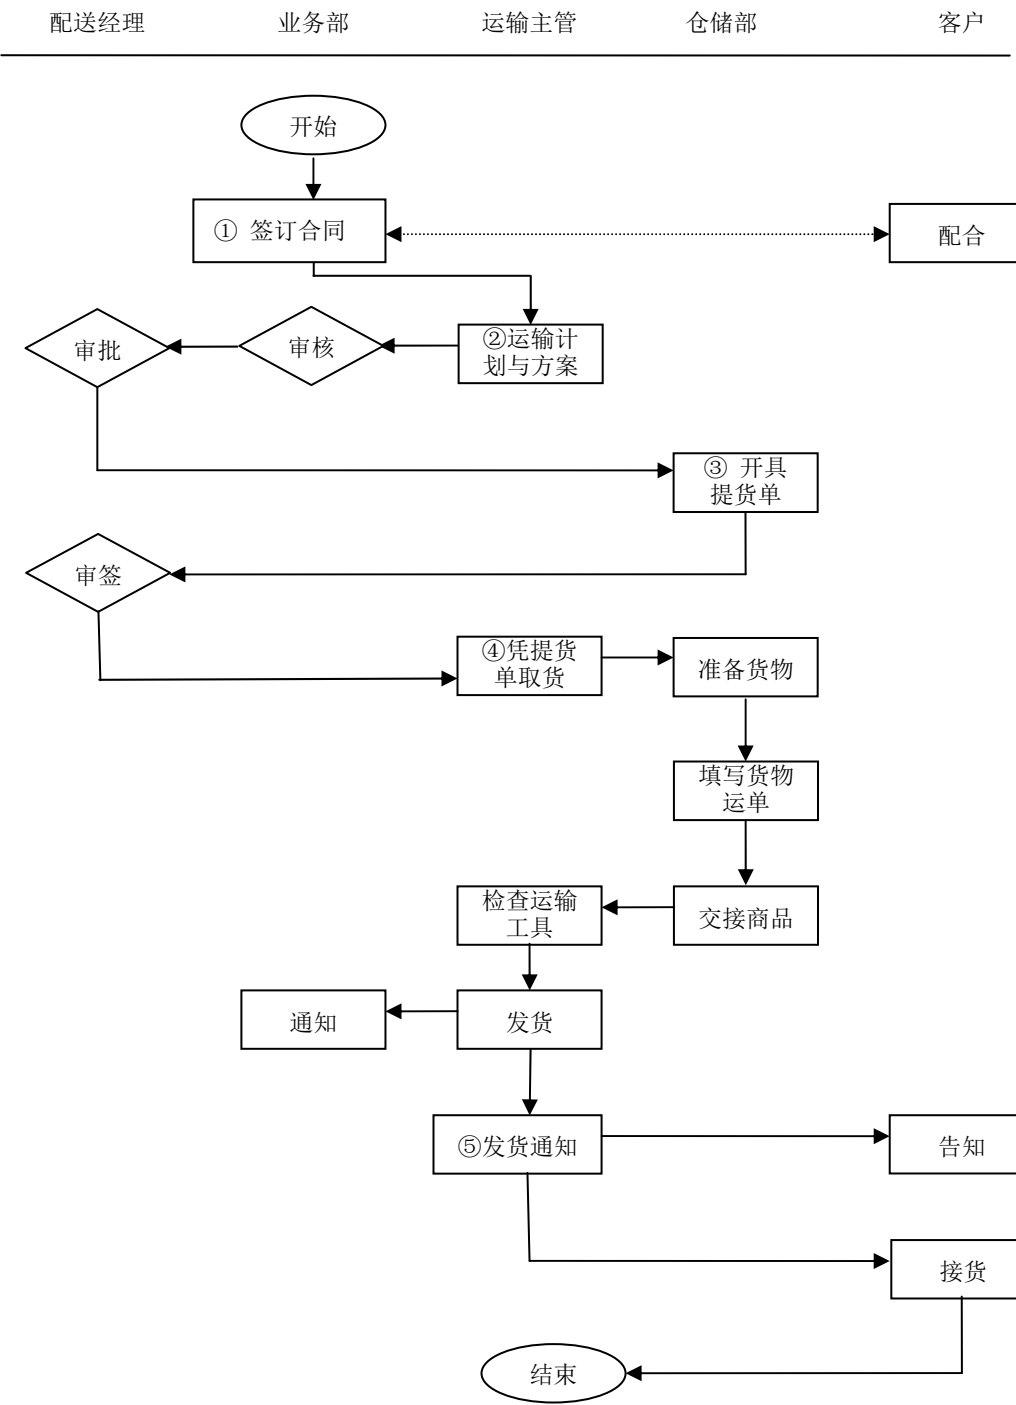 配送经理 业务部 运输主管 仓储部 客户
开始
① 签订合同
配合
审批
审核
②运输计
划与方案
③ 开具
提货单
审签
④凭提货
单取货
准备货物
填写货物
运单
检查运输
工具
交接商品
通知
发货
⑤发货通知
告知
接货
结束